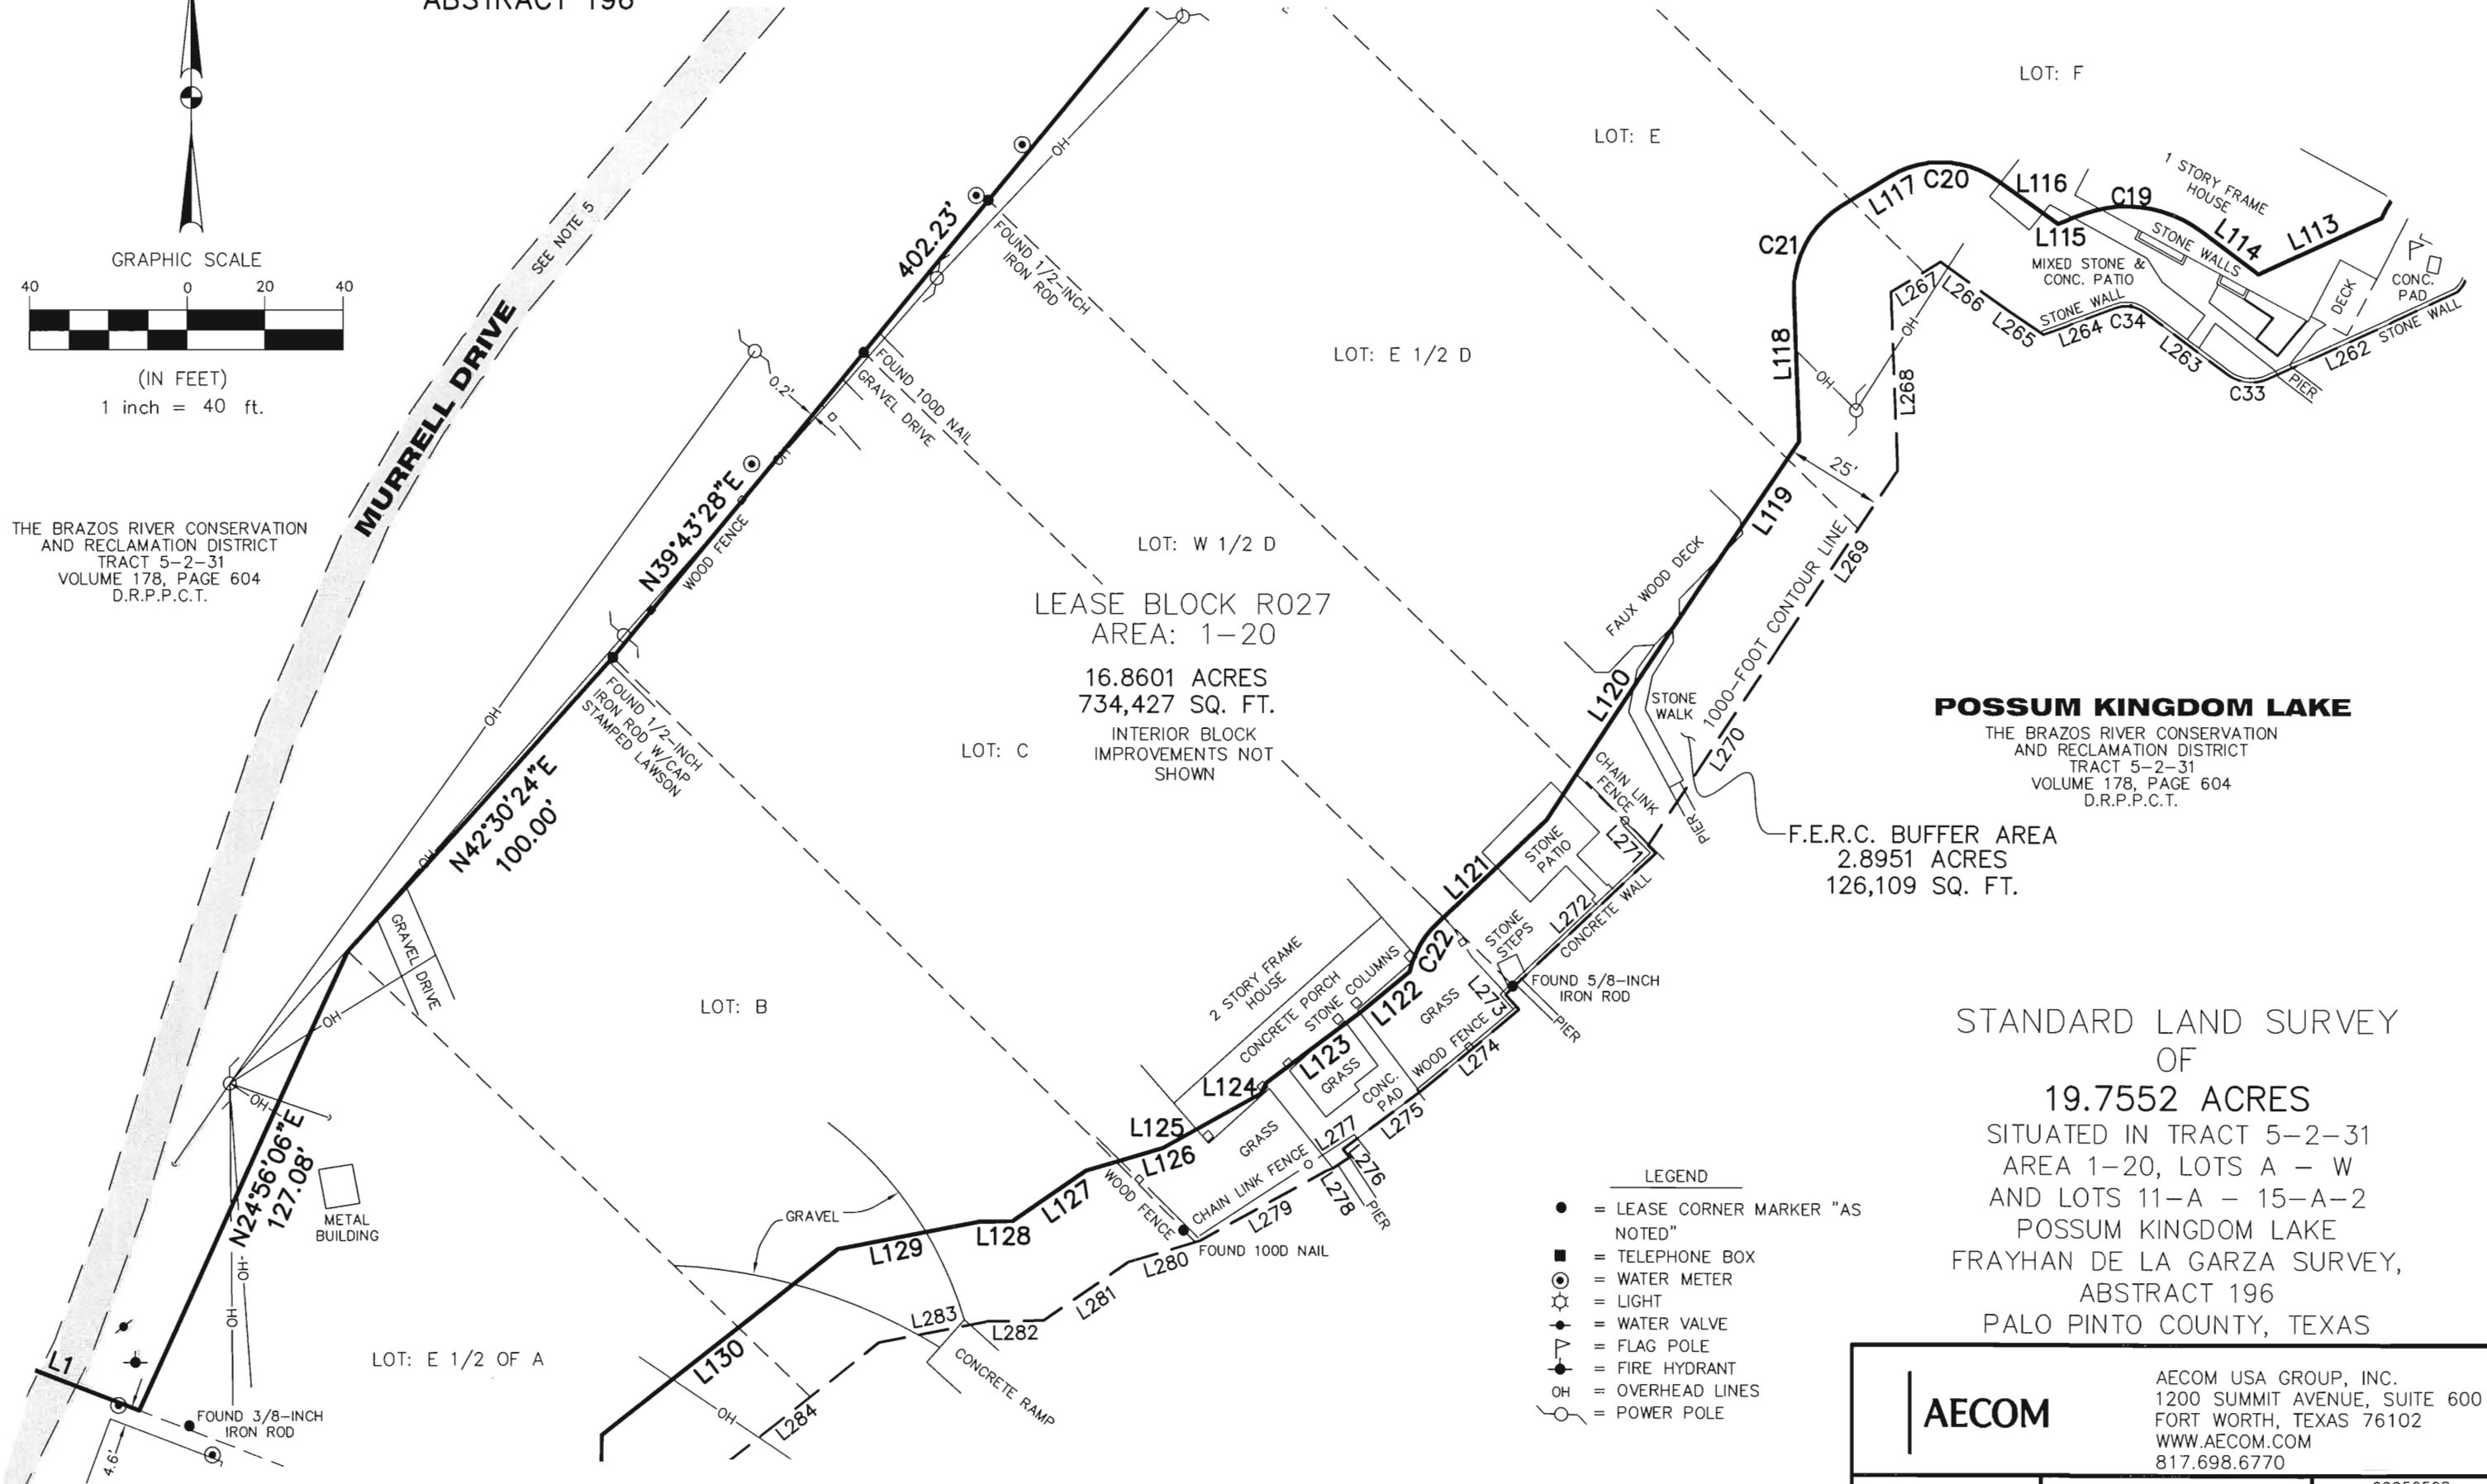 ABSTRACT 196
GRAPHIC SCALE
40 0 20 40
(IN FEET)
1 inch = 40 ft.
THE BRAZOS RIVER CONSERVATION
AND RECLAMATION DISTRICT
TRACT 5-2-31
VOLUME 178, PAGE 604
D.R.P.P.C.T.
MURRELL DRIVE
SEE NOTE 5
402.23'
N39°43'28"E
WOOD FENCE
OH
OH
OH
0.2'
FOUND 1/2-INCH
IRON ROD
FOUND 100D NAIL
GRAVEL DRIVE
FOUND 1/2-INCH
IRON ROD W/CAP
STAMPED LAWSON
N42°30'24"E
100.00'
OH
GRAVEL DRIVE
OH
OH
N24°56'06"E
127.08'
OH
OH
METAL
BUILDING
L1
FOUND 3/8-INCH
IRON ROD
4.6'
LOT: E 1/2 OF A
LOT: B
LOT: C
LOT: W 1/2 D
LOT: E 1/2 D
LOT: E
LOT: F
LEASE BLOCK R027
AREA: 1-20
16.8601 ACRES
734,427 SQ. FT.
INTERIOR BLOCK
IMPROVEMENTS NOT
SHOWN
1 STORY FRAME
HOUSE
L113
L114
C19
L115
L116
C20
L117
C21
L118
L119
L120
L121
C22
L122
L123
L124
L125
L126
L127
L128
L129
L130
STONE WALLS
MIXED STONE &
CONC. PATIO
DECK
CONC.
PAD
STONE WALL
L262
PIER
C33
L263
C34
L264
STONE WALL
L265
L266
L267
OH
OH
L268
25'
L269
1000-FOOT CONTOUR LINE
L270
FAUX WOOD DECK
STONE
WALK
CHAIN LINK
FENCE
PIER
L271
STONE
PATIO
L272
CONCRETE WALL
STONE
STEPS
FOUND 5/8-INCH
IRON ROD
PIER
L273
GRASS
WOOD FENCE
L274
2 STORY FRAME
HOUSE
CONCRETE PORCH
STONE COLUMNS
GRASS
CONC.
PAD
L275
L277
L276
L278
PIER
GRASS
CHAIN LINK FENCE
L279
WOOD FENCE
FOUND 100D NAIL
L280
L281
L282
L283
L284
GRAVEL
CONCRETE RAMP
OH
POSSUM KINGDOM LAKE
THE BRAZOS RIVER CONSERVATION
AND RECLAMATION DISTRICT
TRACT 5-2-31
VOLUME 178, PAGE 604
D.R.P.P.C.T.
F.E.R.C. BUFFER AREA
2.8951 ACRES
126,109 SQ. FT.
LEGEND
= LEASE CORNER MARKER "AS
NOTED"
= TELEPHONE BOX
= WATER METER
= LIGHT
= WATER VALVE
= FLAG POLE
= FIRE HYDRANT
OH = OVERHEAD LINES
= POWER POLE
STANDARD LAND SURVEY
OF
19.7552 ACRES
SITUATED IN TRACT 5-2-31
AREA 1-20, LOTS A - W
AND LOTS 11-A - 15-A-2
POSSUM KINGDOM LAKE
FRAYHAN DE LA GARZA SURVEY,
ABSTRACT 196
PALO PINTO COUNTY, TEXAS
AECOM
AECOM USA GROUP, INC.
1200 SUMMIT AVENUE, SUITE 600
FORT WORTH, TEXAS 76102
WWW.AECOM.COM
817.698.6770